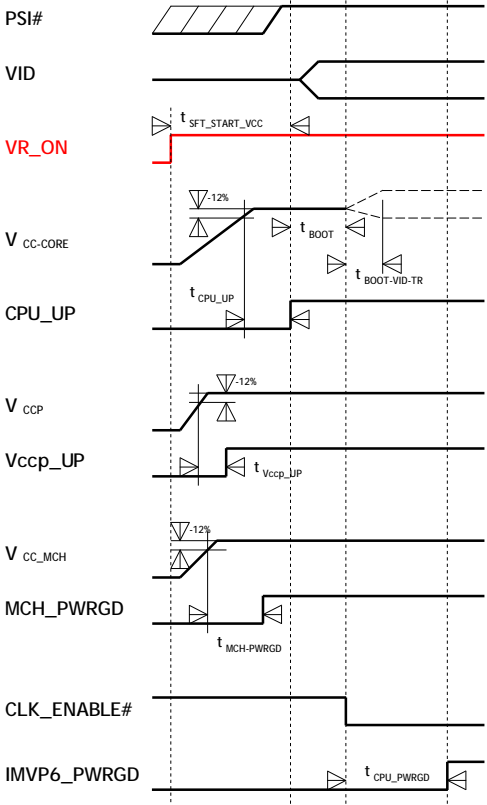 PSI#
VID
t SFT_START_VCC
VR_ON
-12%
V CC-CORE
t BOOT
t BOOT-VID-TR
t CPU_UP
CPU_UP
-12%
V CCP
Vccp_UP
t Vccp_UP
-12%
V CC_MCH
MCH_PWRGD
t MCH-PWRGD
CLK_ENABLE#
IMVP6_PWRGD
t CPU_PWRGD